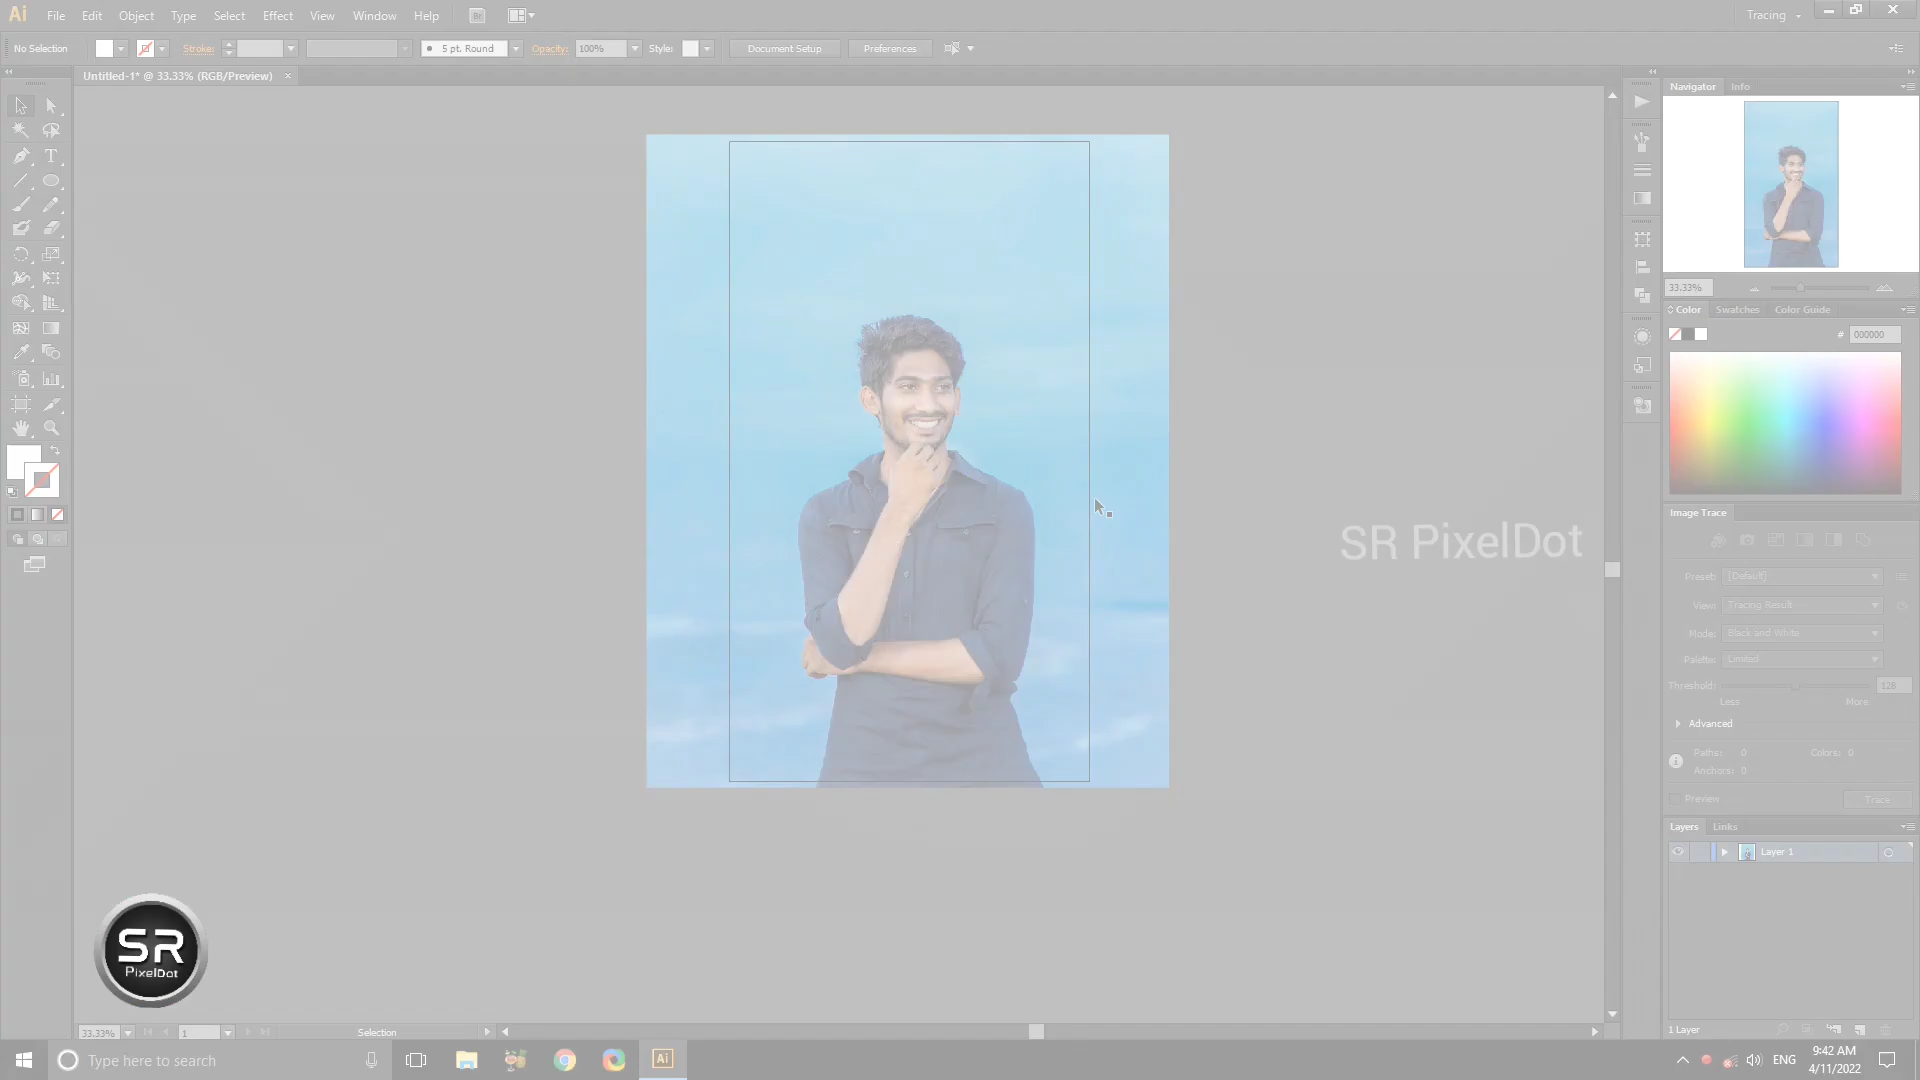 Ai File Edit Object Type Select Effect View Window Help Br Tracing
No Selection Stroke: 5 pt. Round Opacity: 100% Style: Document Setup Preferences
Untitled-1* @ 33.33% (RGB/Preview) ×
Navigator Info
33.33%
Color Swatches Color Guide
# 000000
Image Trace
Preset: [Default]
View: Tracing Result
Mode: Black and White
Palette: Limited
Threshold: 128
Less More
Advanced
Paths: 0 Colors: 0
Anchors: 0
Preview Trace
Layers Links
Layer 1
1 Layer
SR PixelDot
SR
PixelDot
33.33% 1 Selection
Type here to search
Ai
ENG
9:42 AM
4/11/2022